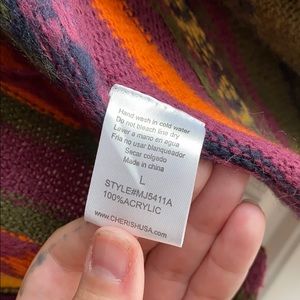 Hand wash in cold water
Do not bleach line dry
Lever a mano en agua
Fria no usar blanqueador
Secar colgado
Made in china
L
STYLE#MJ5411A
100%ACRYLIC
www.CHERISHUSA.com